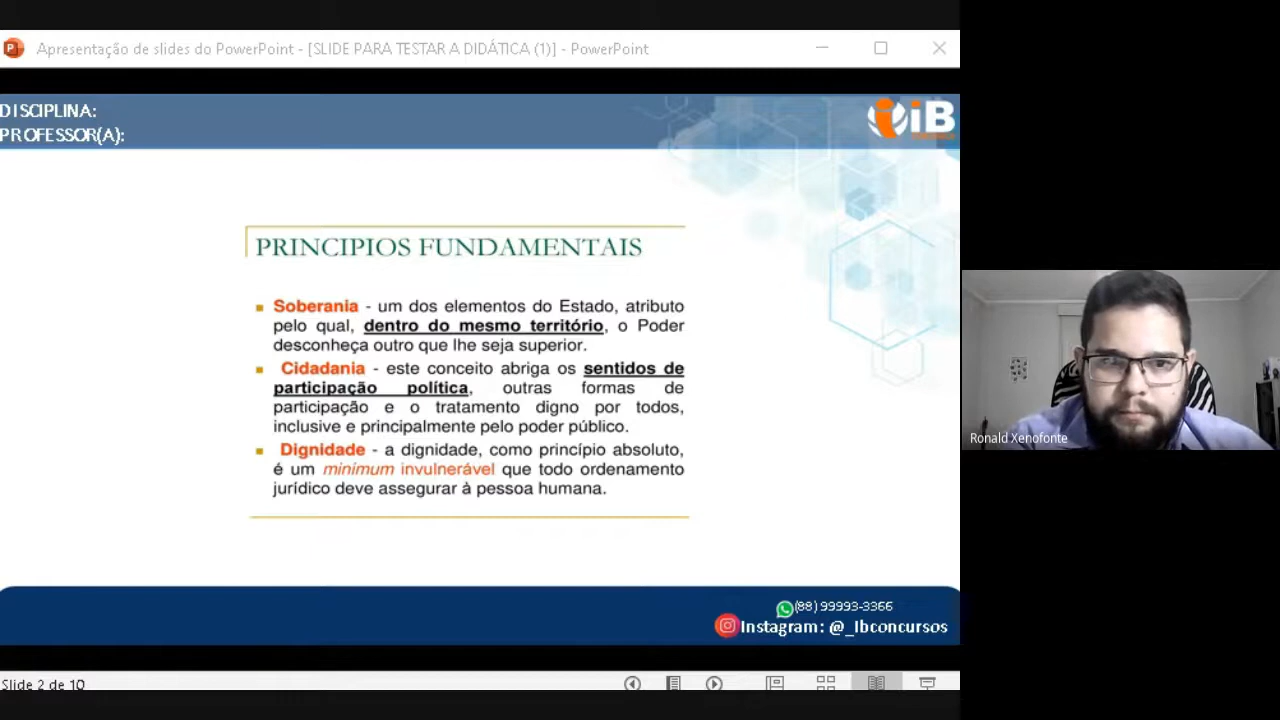 Apresentação de slides do PowerPoint - [SLIDE PARA TESTAR A DIDÁTICA (1)] - PowerPoint
DISCIPLINA:
PROFESSOR(A):
iB
PRINCIPIOS FUNDAMENTAIS
Soberania - um dos elementos do Estado, atributo
pelo qual, dentro do mesmo território, o Poder
desconheça outro que lhe seja superior.
Cidadania - este conceito abriga os sentidos de
participação política, outras formas de
participação e o tratamento digno por todos,
inclusive e principalmente pelo poder público.
Dignidade - a dignidade, como princípio absoluto,
é um minimum invulnerável que todo ordenamento
jurídico deve assegurar à pessoa humana.
Ronald Xenofonte
(88) 99993-3366
Instagram: @_Ibconcursos
Slide 2 de 10